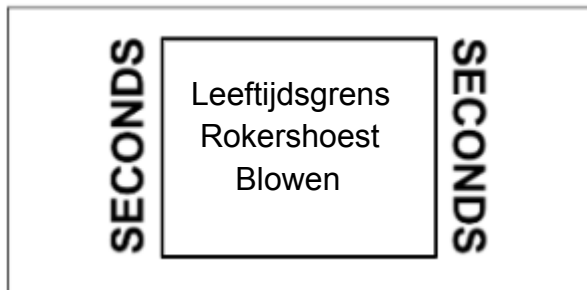 SECONDS
Leeftijdsgrens
Rokershoest
Blowen
SECONDS